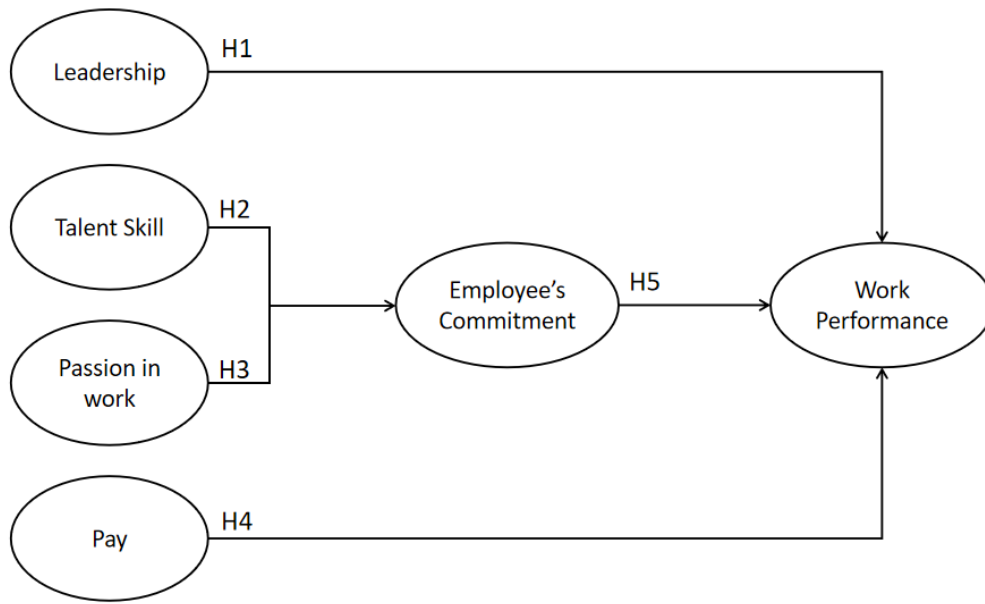 H1
Leadership
Talent Skill
H2
Employee’s
Commitment
H5
Work
Performance
Passion in
work
H3
Pay
H4